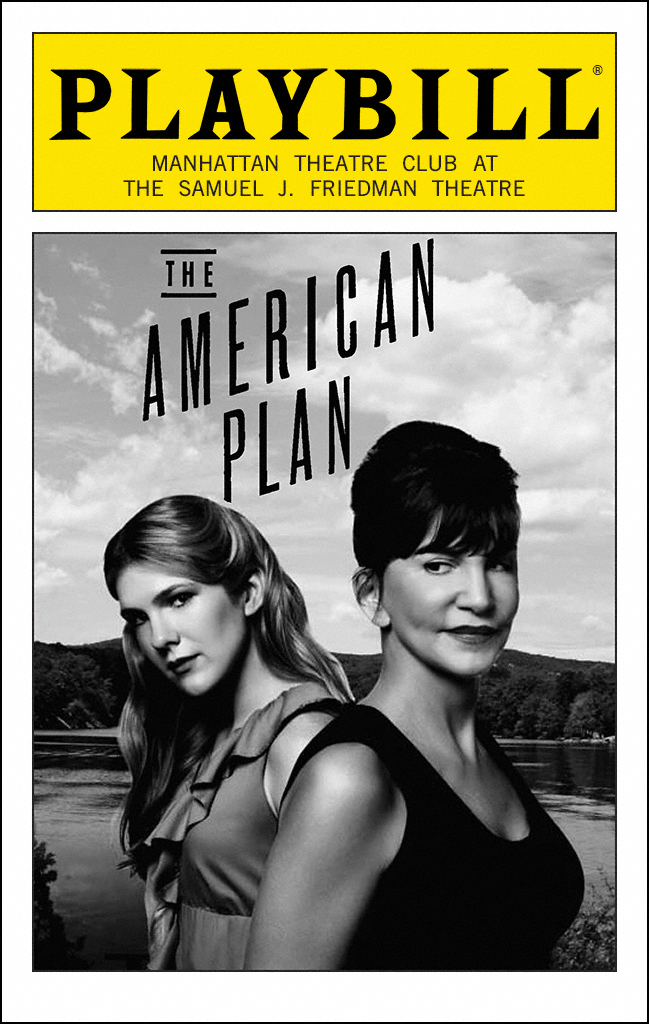 PLAYBILL®
MANHATTAN THEATRE CLUB AT
THE SAMUEL J. FRIEDMAN THEATRE
THE
AMERICAN
PLAN